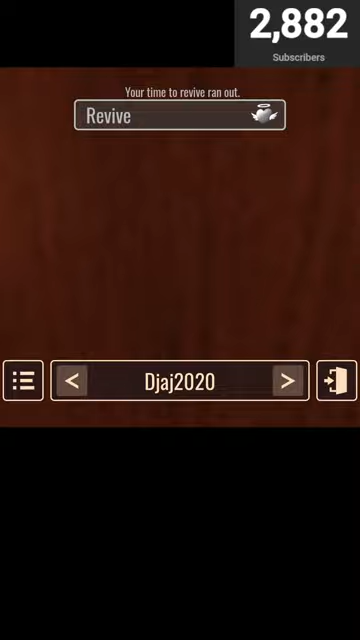 2,882
Subscribers
Your time to revive ran out.
Revive
< Djaj2020 >